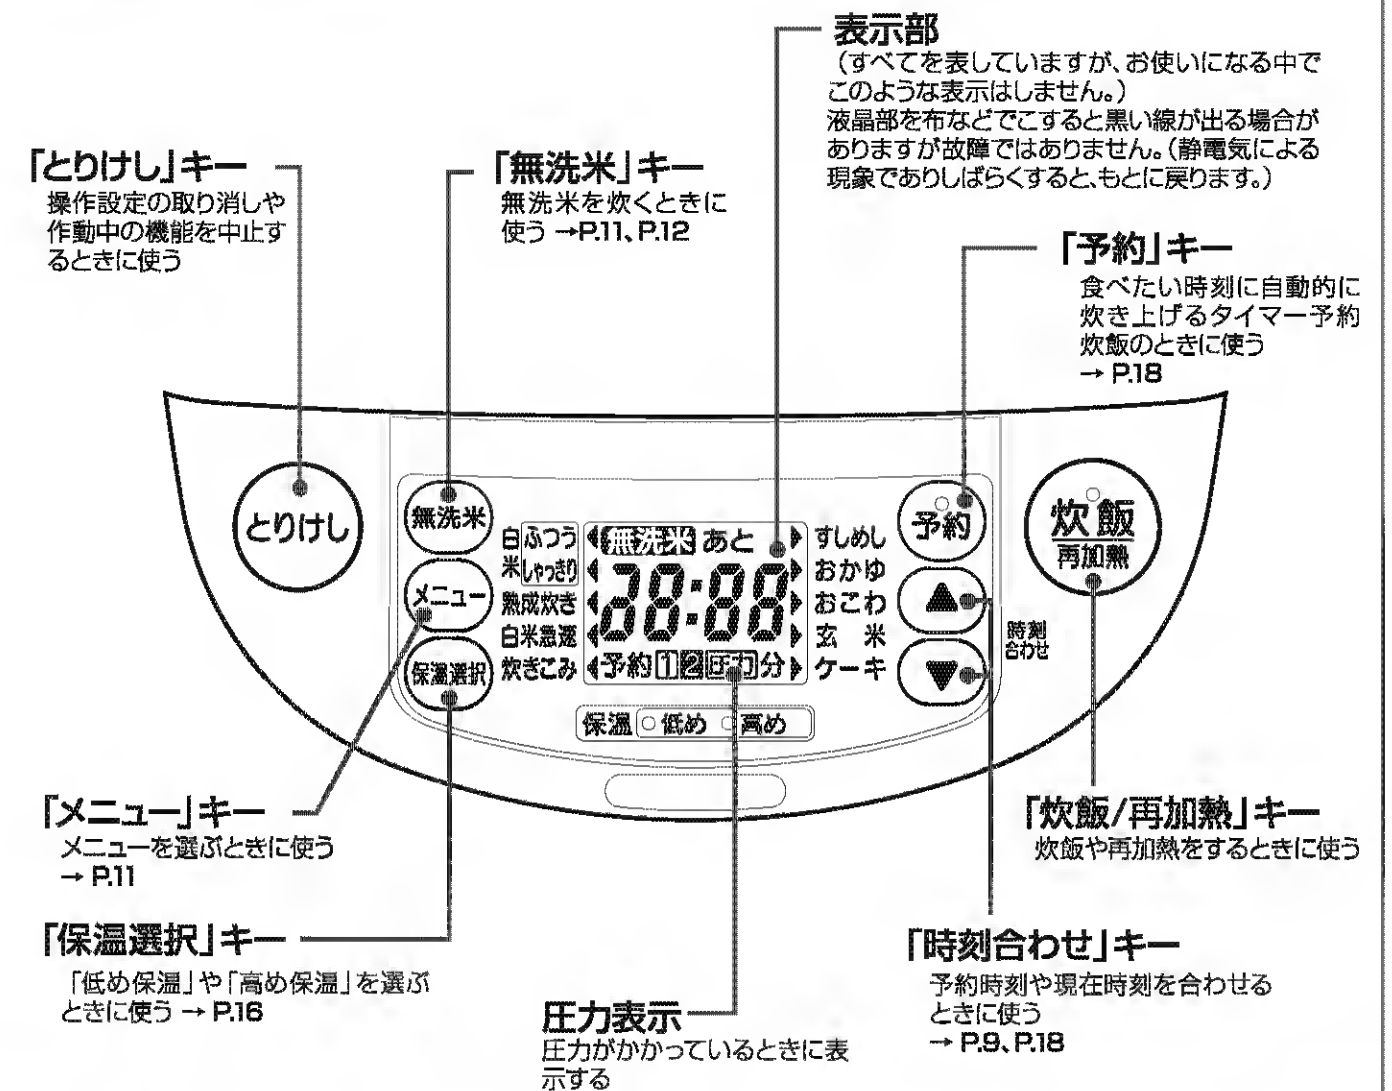 表示部
(すべてを表していますが、お使いになる中で
このような表示はしません。)
液晶部を布などでこすると黒い線が出る場合が
ありますが故障ではありません。(静電気による
現象でありしばらくすると、もとに戻ります。)
「とりけし」キー
操作設定の取り消しや
作動中の機能を中止す
るときに使う
「無洗米」キー
無洗米を炊くときに
使う →P.11、P.12
「予約」キー
食べたい時刻に自動的に
炊き上げるタイマー予約
炊飯のときに使う
→ P.18
とりけし
無洗米
メニュー
保温選択
白米
ふつう
しゃっきり
熟成炊き
白米急速
炊きこみ
無洗米 あと
28:88
予約 1 2 圧力 分
すしめし
おかゆ
おこわ
玄 米
ケーキ
保温 低め 高め
予約
▲
▼
時刻
合わせ
炊飯
再加熱
「メニュー」キー
メニューを選ぶときに使う
→ P.11
「保温選択」キー
「低め保温」や「高め保温」を選ぶ
ときに使う → P.16
圧力表示
圧力がかかっているときに表
示する
「時刻合わせ」キー
予約時刻や現在時刻を合わせる
ときに使う
→ P.9、P.18
「炊飯/再加熱」キー
炊飯や再加熱をするときに使う